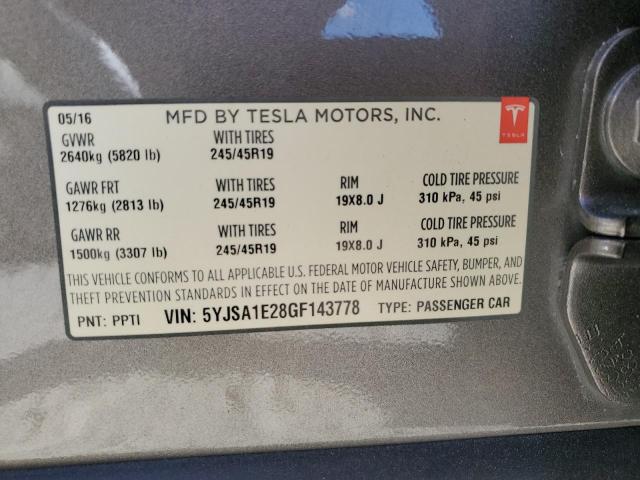 05/16 MFD BY TESLA MOTORS, INC.
TESLA
GVWR WITH TIRES
2640kg (5820 lb) 245/45R19
GAWR FRT WITH TIRES RIM COLD TIRE PRESSURE
1276kg (2813 lb) 245/45R19 19X8.0 J 310 kPa, 45 psi
GAWR RR WITH TIRES RIM COLD TIRE PRESSURE
1500kg (3307 lb) 245/45R19 19X8.0 J 310 kPa, 45 psi
THIS VEHICLE CONFORMS TO ALL APPLICABLE U.S. FEDERAL MOTOR VEHICLE SAFETY, BUMPER, AND
THEFT PREVENTION STANDARDS IN EFFECT ON THE DATE OF MANUFACTURE SHOWN ABOVE.
PNT: PPTI VIN: 5YJSA1E28GF143778 TYPE: PASSENGER CAR